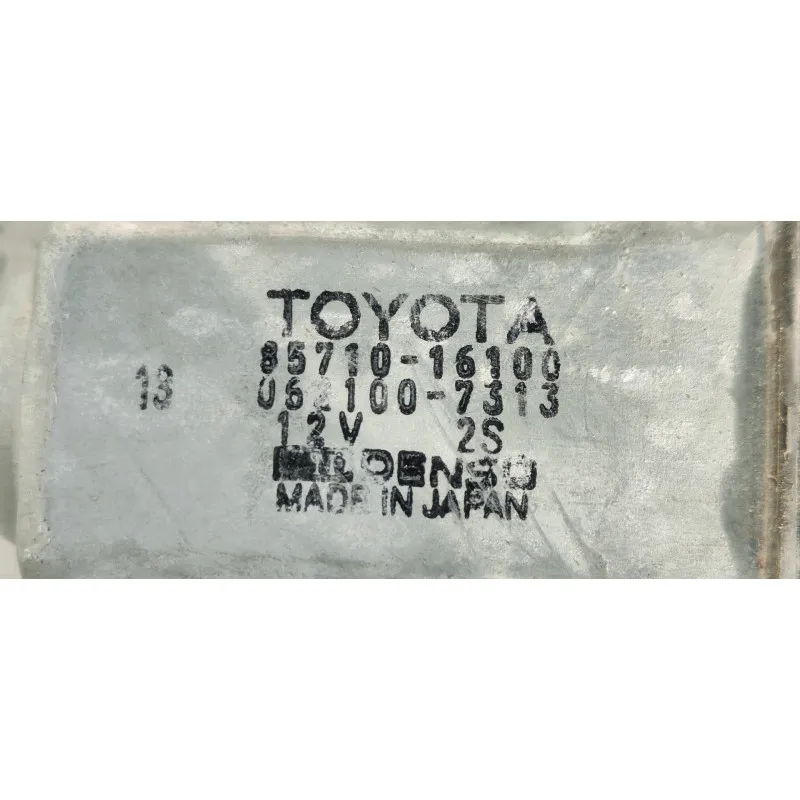 TOYOTA
85710-16100
13
062100-7313
12V 2S
DENSO
MADE IN JAPAN